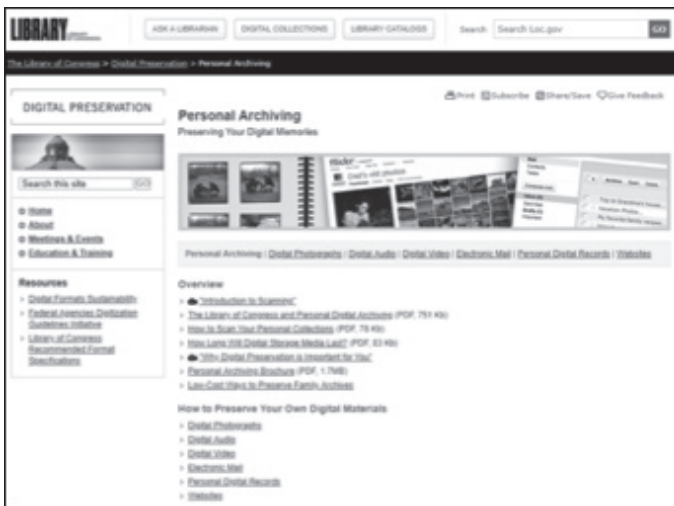 LIBRARY
ASK A LIBRARIAN
DIGITAL COLLECTIONS
LIBRARY CATALOGS
Search
Search Loc.gov
GO
The Library of Congress > Digital Preservation > Personal Archiving
Print Subscribe Share/Save Give Feedback
DIGITAL PRESERVATION
Search this site
GO
Home
About
Meetings & Events
Education & Training
Resources
Digital Formats Sustainability
Federal Agencies Digitization
Guidelines Initiative
Library of Congress
Recommended Format
Specifications
Personal Archiving
Preserving Your Digital Memories
flickr
Dad's old photos
Personal Archiving | Digital Photographs | Digital Audio | Digital Video | Electronic Mail | Personal Digital Records | Websites
Overview
"Introduction to Scanning"
The Library of Congress and Personal Digital Archiving (PDF, 751 Kb)
How to Scan Your Personal Collections (PDF, 78 Kb)
How Long Will Digital Storage Media Last? (PDF, 83 Kb)
"Why Digital Preservation is Important for You"
Personal Archiving Brochure (PDF, 1.7MB)
Low-Cost Ways to Preserve Family Archives
How to Preserve Your Own Digital Materials
Digital Photographs
Digital Audio
Digital Video
Electronic Mail
Personal Digital Records
Websites